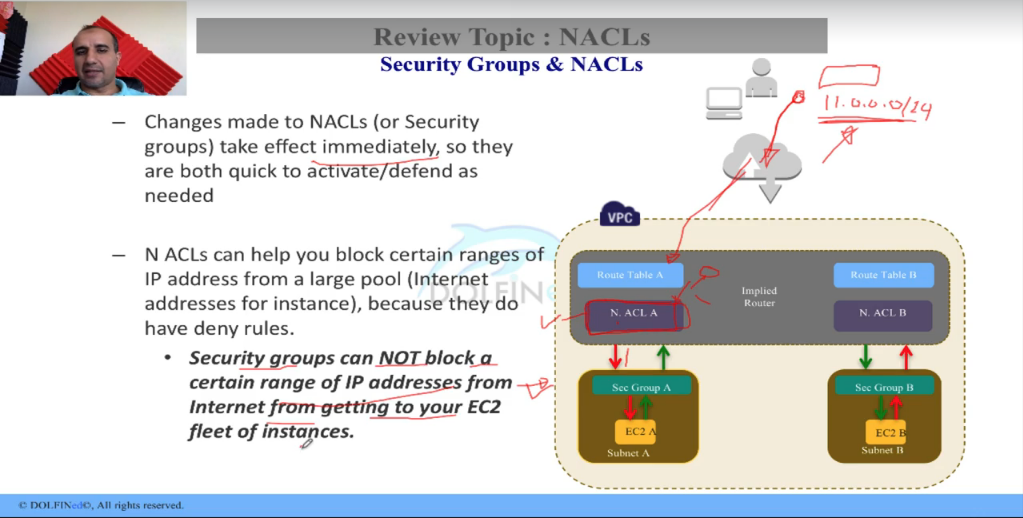 Review Topic : NACLs
Security Groups & NACLs
– Changes made to NACLs (or Security
groups) take effect immediately, so they
are both quick to activate/defend as
needed
– N ACLs can help you block certain ranges of
IP address from a large pool (Internet
addresses for instance), because they do
have deny rules.
• Security groups can NOT block a
certain range of IP addresses from
Internet from getting to your EC2
fleet of instances.
11.0.0.0/24
VPC
Route Table A
Route Table B
Implied
Router
N. ACL A
N. ACL B
Sec Group A
Sec Group B
EC2 A
EC2 B
Subnet A
Subnet B
DOLFINe
© DOLFINed©, All rights reserved.